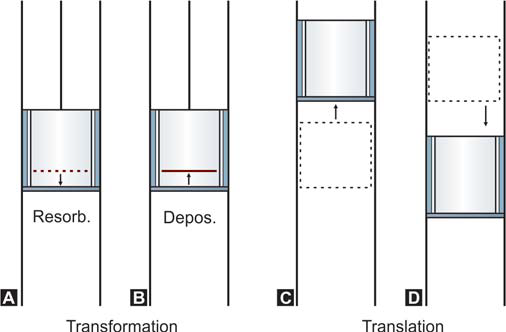 Resorb. Depos.
A B C D
Transformation Translation